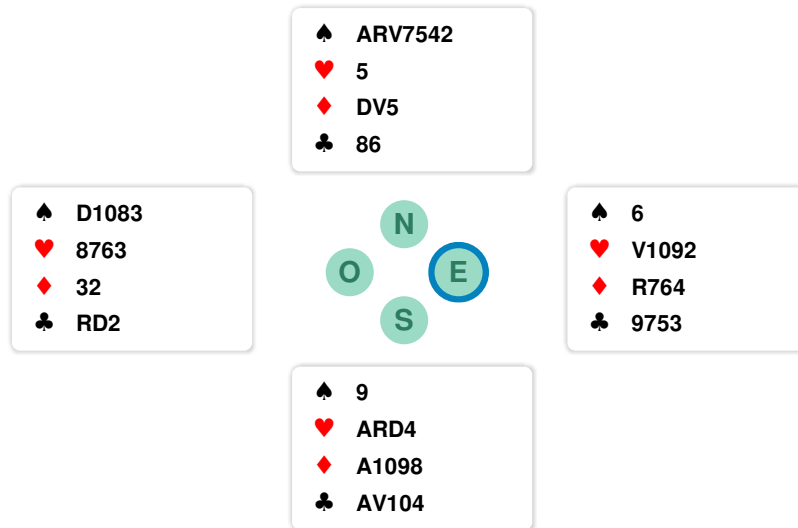 ♠ ARV7542
♥ 5
♦ DV5
♣ 86
♠ D1083
♥ 8763
♦ 32
♣ RD2
N
O E
S
♠ 6
♥ V1092
♦ R764
♣ 9753
♠ 9
♥ ARD4
♦ A1098
♣ AV104